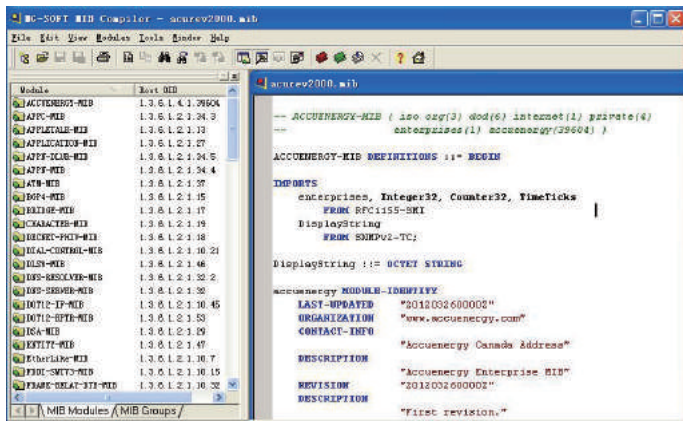 MG-SOFT MIB Compiler - acurev2000.mib
File Edit View Modules Tools Window Help
Module Root OID
ACCUENERGY-MIB 1.3.6.1.4.1.39604
APPC-MIB 1.3.6.1.2.1.34.3
APPLETALK-MIB 1.3.6.1.2.1.13
APPLICATION-MIB 1.3.6.1.2.1.27
APPN-DLUR-MIB 1.3.6.1.2.1.34.5
APPN-MIB 1.3.6.1.2.1.34.4
ATM-MIB 1.3.6.1.2.1.37
BGP4-MIB 1.3.6.1.2.1.15
BRIDGE-MIB 1.3.6.1.2.1.17
CHARACTER-MIB 1.3.6.1.2.1.19
DECNET-PHIV-MIB 1.3.6.1.2.1.18
DIAL-CONTROL-MIB 1.3.6.1.2.1.10.21
DLSW-MIB 1.3.6.1.2.1.46
DNS-RESOLVER-MIB 1.3.6.1.2.1.32.2
DNS-SERVER-MIB 1.3.6.1.2.1.32
DOT12-IF-MIB 1.3.6.1.2.1.10.45
DOT12-RPTR-MIB 1.3.6.1.2.1.53
DSA-MIB 1.3.6.1.2.1.29
ENTITY-MIB 1.3.6.1.2.1.47
EtherLike-MIB 1.3.6.1.2.1.10.7
FDDI-SMT73-MIB 1.3.6.1.2.1.10.15
FRAME-RELAY-DTE-MIB 1.3.6.1.2.1.10.32
MIB Modules MIB Groups
acurev2000.mib
-- ACCUENERGY-MIB ( iso org(3) dod(6) internet(1) private(4)
-- enterprises(1) accuenergy(39604) )
ACCUENERGY-MIB DEFINITIONS ::= BEGIN
IMPORTS
enterprises, Integer32, Counter32, TimeTicks
FROM RFC1155-SMI
DisplayString
FROM SNMPv2-TC;
DisplayString ::= OCTET STRING
accuenergy MODULE-IDENTITY
LAST-UPDATED "201203260000Z"
ORGANIZATION "www.accuenergy.com"
CONTACT-INFO
"Accuenergy Canada Address"
DESCRIPTION
"Accuenergy Enterprise MIB"
REVISION "201203260000Z"
DESCRIPTION
"First revision."